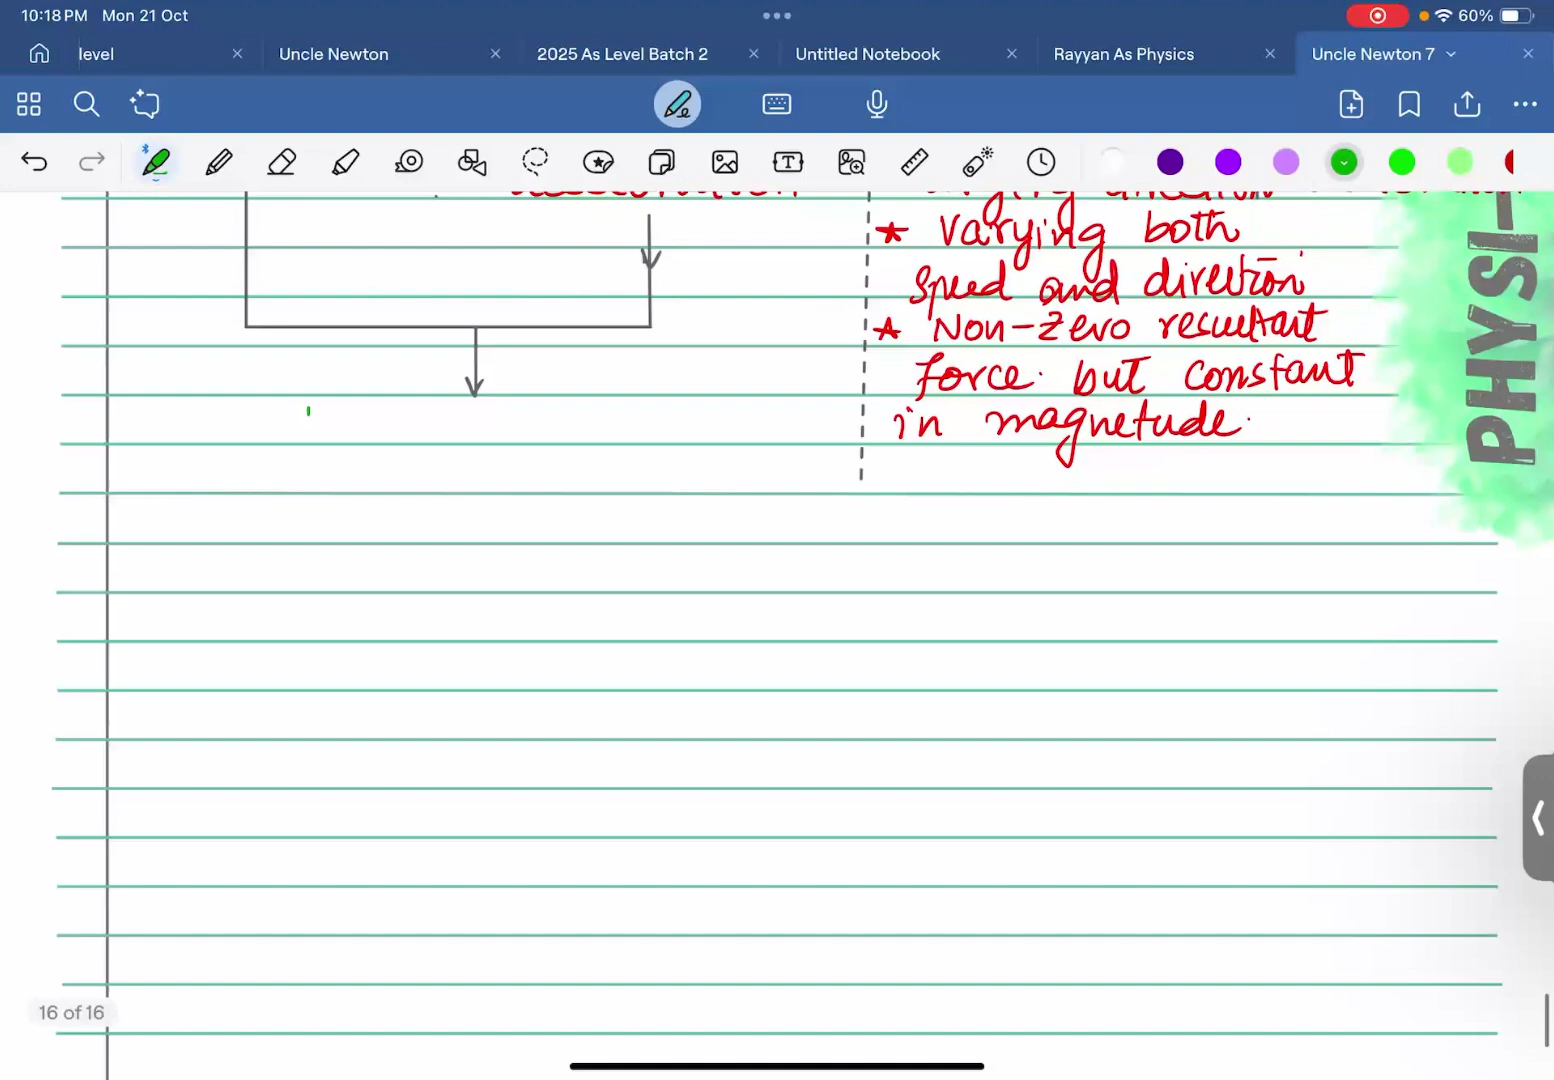 10:18 PM Mon 21 Oct
60%
level
Uncle Newton
2025 As Level Batch 2
Untitled Notebook
Rayyan As Physics
Uncle Newton 7
* Varying both
speed and direction
* Non-zero resultant
force. but constant
in magnetude.
PHYSI-
16 of 16